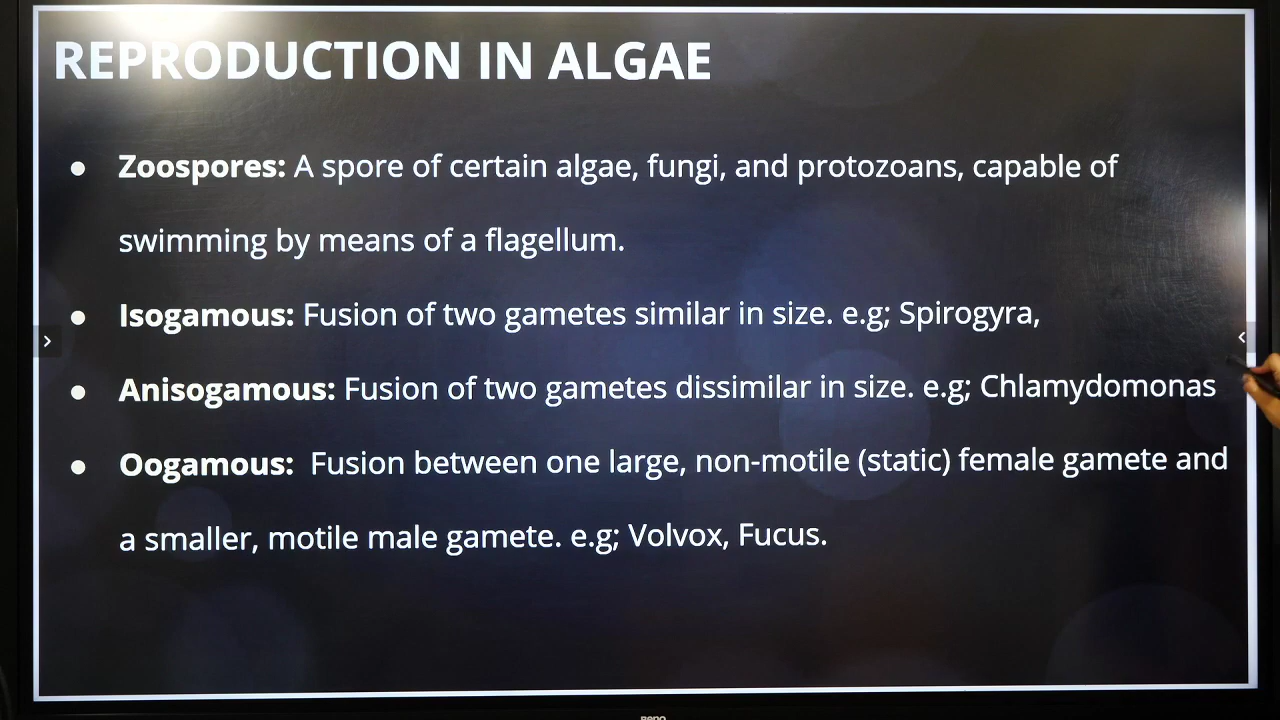 REPRODUCTION IN ALGAE
● Zoospores: A spore of certain algae, fungi, and protozoans, capable of
swimming by means of a flagellum.
● Isogamous: Fusion of two gametes similar in size. e.g; Spirogyra,
● Anisogamous: Fusion of two gametes dissimilar in size. e.g; Chlamydomonas
● Oogamous: Fusion between one large, non-motile (static) female gamete and
a smaller, motile male gamete. e.g; Volvox, Fucus.